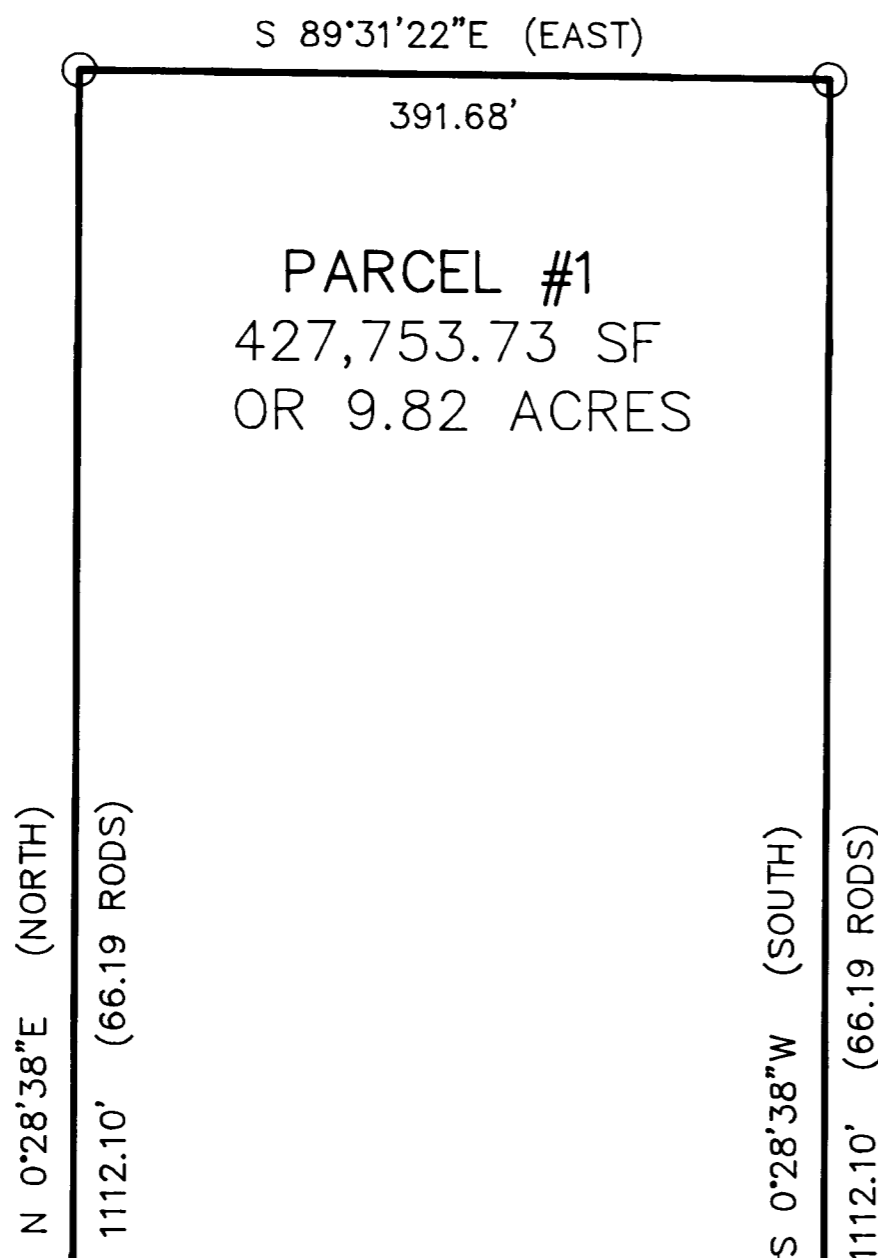 S 89°31'22"E (EAST)
391.68'
PARCEL #1
427,753.73 SF
OR 9.82 ACRES
N 0°28'38"E (NORTH)
1112.10' (66.19 RODS)
S 0°28'38"W (SOUTH)
1112.10' (66.19 RODS)